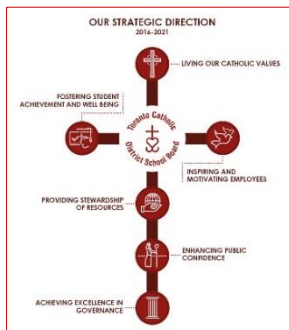 OUR STRATEGIC DIRECTION
2016-2021
LIVING OUR CATHOLIC VALUES
FOSTERING STUDENT
ACHIEVEMENT AND WELL BEING
Toronto Catholic
District School Board
INSPIRING AND
MOTIVATING EMPLOYEES
PROVIDING STEWARDSHIP
OF RESOURCES
ENHANCING PUBLIC
CONFIDENCE
ACHIEVING EXCELLENCE IN
GOVERNANCE